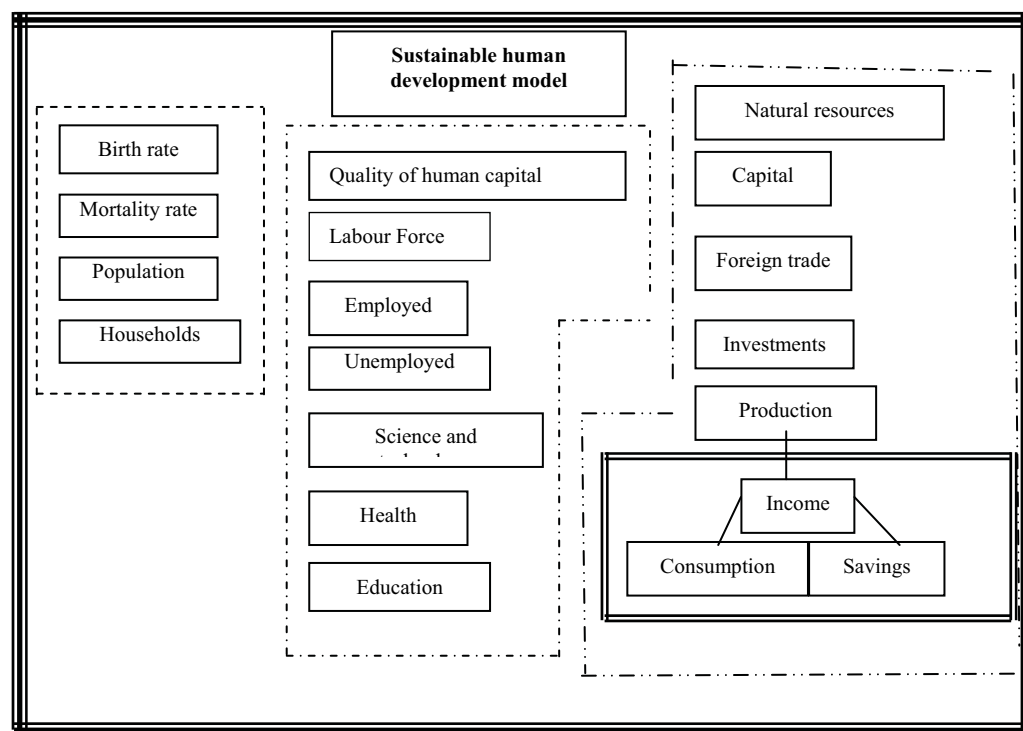 Sustainable human
development model
Birth rate
Mortality rate
Population
Households
Quality of human capital
Labour Force
Employed
Unemployed
Science and
Health
Education
Natural resources
Capital
Foreign trade
Investments
Production
Income
Consumption
Savings